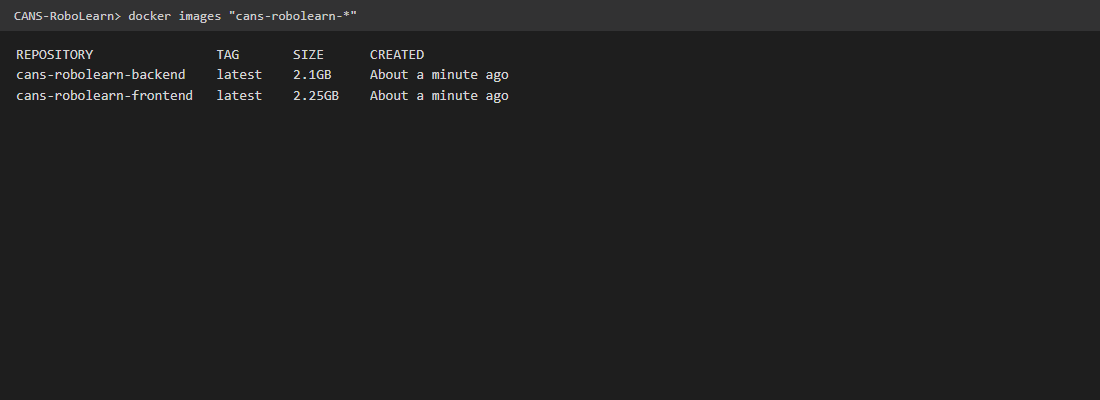 CANS-RoboLearn> docker images "cans-robolearn-*"
REPOSITORY TAG SIZE CREATED
cans-robolearn-backend latest 2.1GB About a minute ago
cans-robolearn-frontend latest 2.25GB About a minute ago